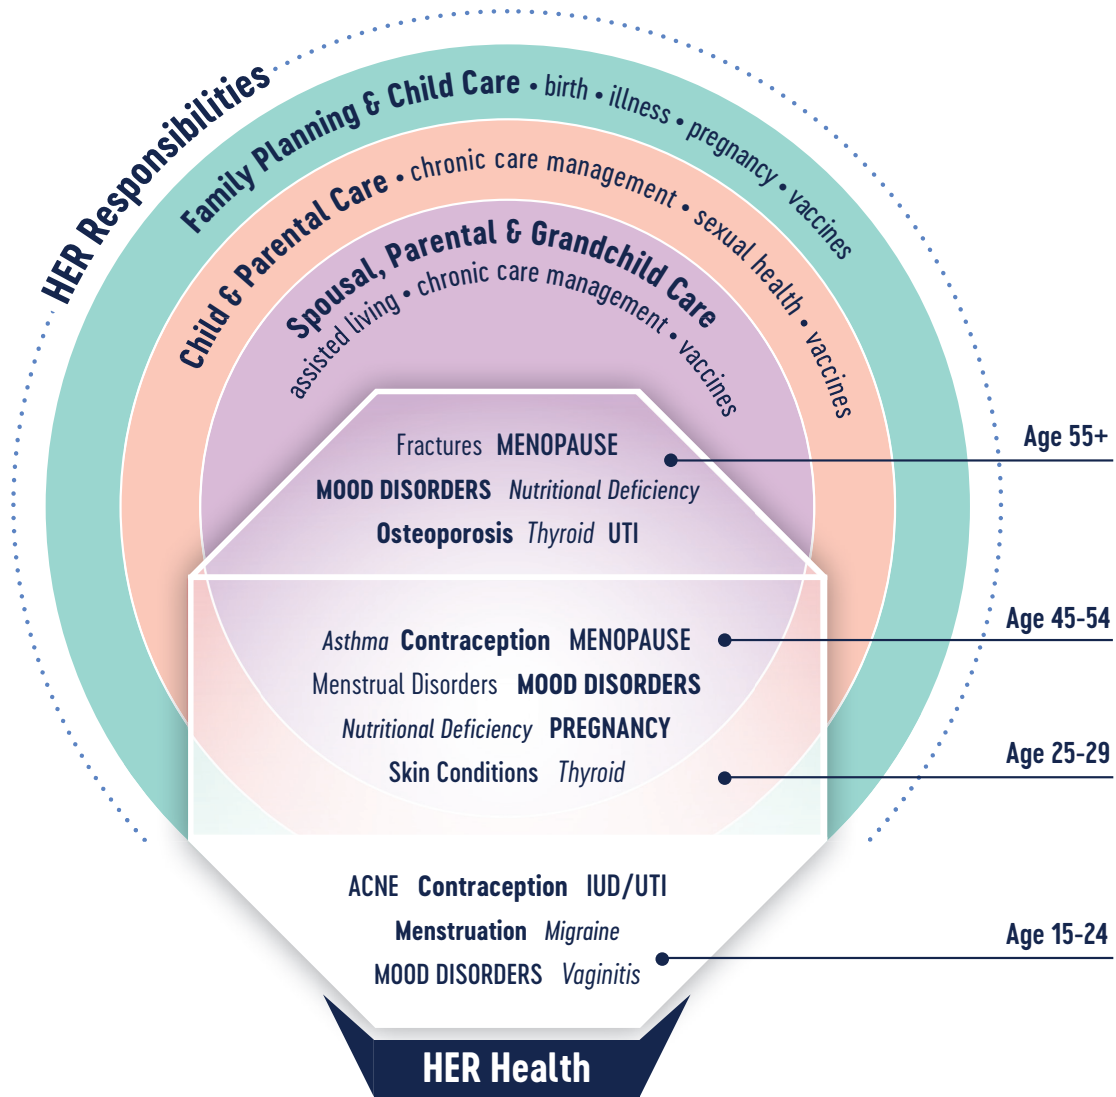 HER Responsibilities
Family Planning & Child Care • birth • illness • pregnancy • vaccines
Child & Parental Care • chronic care management • sexual health • vaccines
Spousal, Parental & Grandchild Care
assisted living • chronic care management • vaccines
Fractures MENOPAUSE
MOOD DISORDERS Nutritional Deficiency
Osteoporosis Thyroid UTI
Age 55+
Asthma Contraception MENOPAUSE
Age 45-54
Menstrual Disorders MOOD DISORDERS
Nutritional Deficiency PREGNANCY
Skin Conditions Thyroid
Age 25-29
ACNE Contraception IUD/UTI
Menstruation Migraine
MOOD DISORDERS Vaginitis
Age 15-24
HER Health